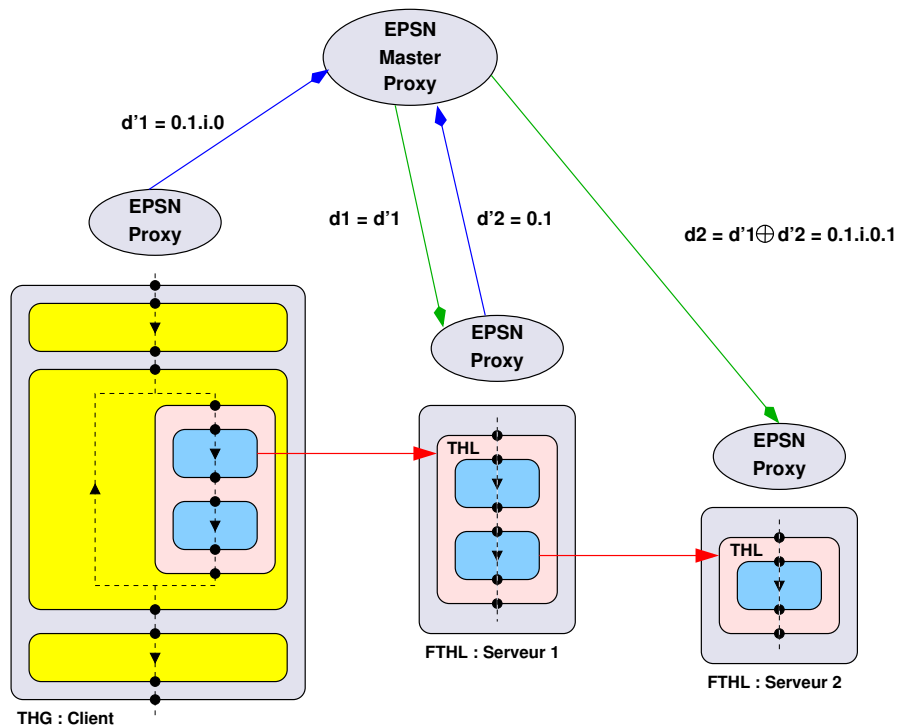 EPSN
Master
Proxy
d'1 = 0.1.i.0
EPSN
Proxy
d1 = d'1
d'2 = 0.1
d2 = d'1⊕d'2 = 0.1.i.0.1
EPSN
Proxy
EPSN
Proxy
THL
THL
FTHL : Serveur 1
FTHL : Serveur 2
THG : Client